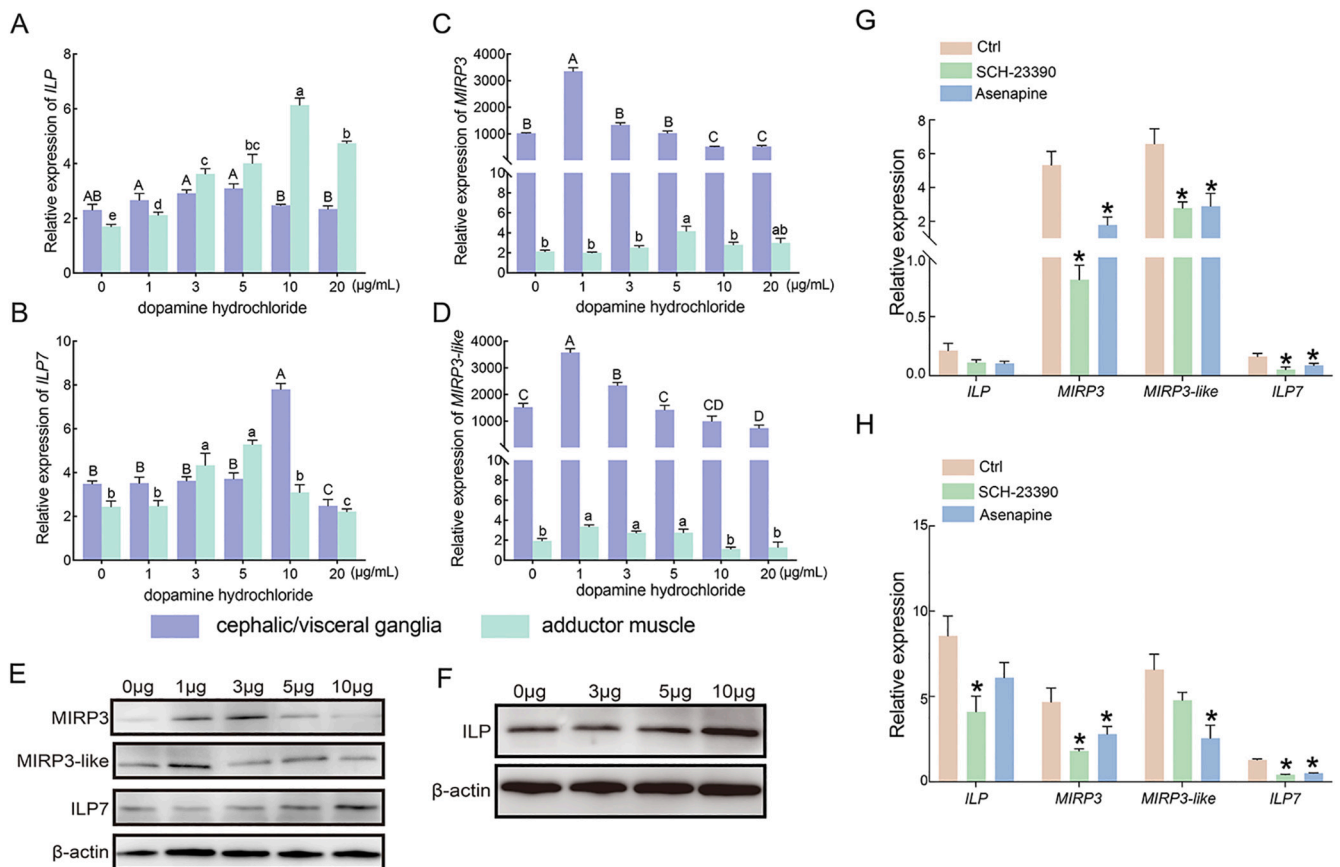 A
Relative expression of ILP
8
6
4
2
0
AB e A d A c A bc B a B b
0 1 3 5 10 20 (μg/mL)
dopamine hydrochloride
B
Relative expression of ILP7
10
8
6
4
2
0
B b B b B a B a A b C c
0 1 3 5 10 20 (μg/mL)
dopamine hydrochloride
C
Relative expression of MIRP3
4000
3000
2000
1000
10
8
6
4
2
0
B A B B C C
b b b a b ab
0 1 3 5 10 20 (μg/mL)
dopamine hydrochloride
D
Relative expression of MIRP3-like
4000
3000
2000
1000
10
8
6
4
2
0
C A B C CD D
b a a a b b
0 1 3 5 10 20 (μg/mL)
dopamine hydrochloride
cephalic/visceral ganglia adductor muscle
E
0μg 1μg 3μg 5μg 10μg
MIRP3
MIRP3-like
ILP7
β-actin
F
0μg 3μg 5μg 10μg
ILP
β-actin
G
Ctrl
SCH-23390
Asenapine
Relative expression
8
6
4
2
1.0
0.5
0.0
* * * * * *
ILP MIRP3 MIRP3-like ILP7
H
Ctrl
SCH-23390
Asenapine
Relative expression
15
10
5
0
* * * * * *
ILP MIRP3 MIRP3-like ILP7